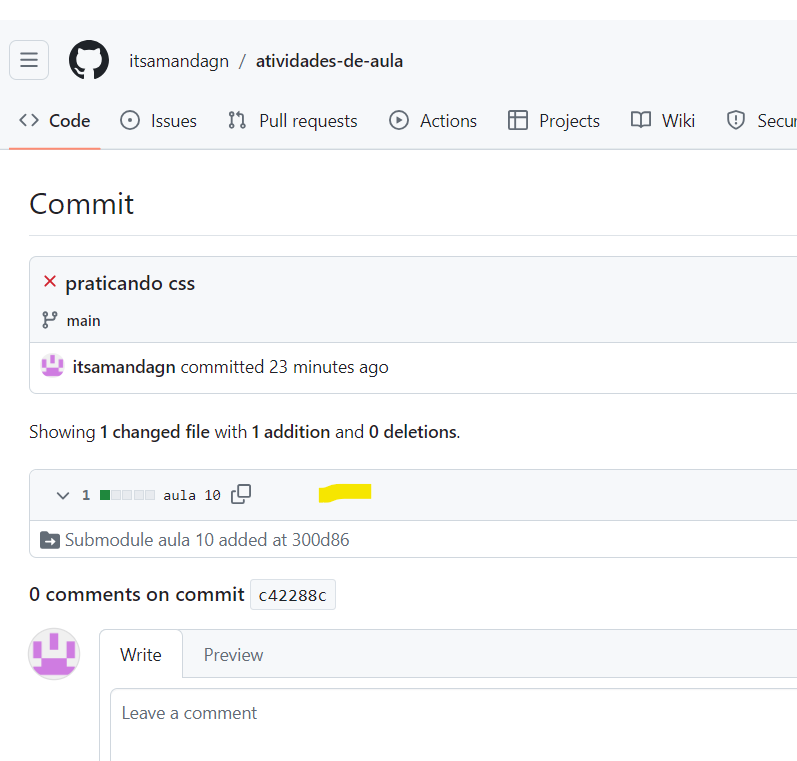 itsamandagn / atividades-de-aula
Code Issues Pull requests Actions Projects Wiki Secur
Commit
praticando css
main
itsamandagn committed 23 minutes ago
Showing 1 changed file with 1 addition and 0 deletions.
1 aula 10
Submodule aula 10 added at 300d86
0 comments on commit c42288c
Write Preview
Leave a comment